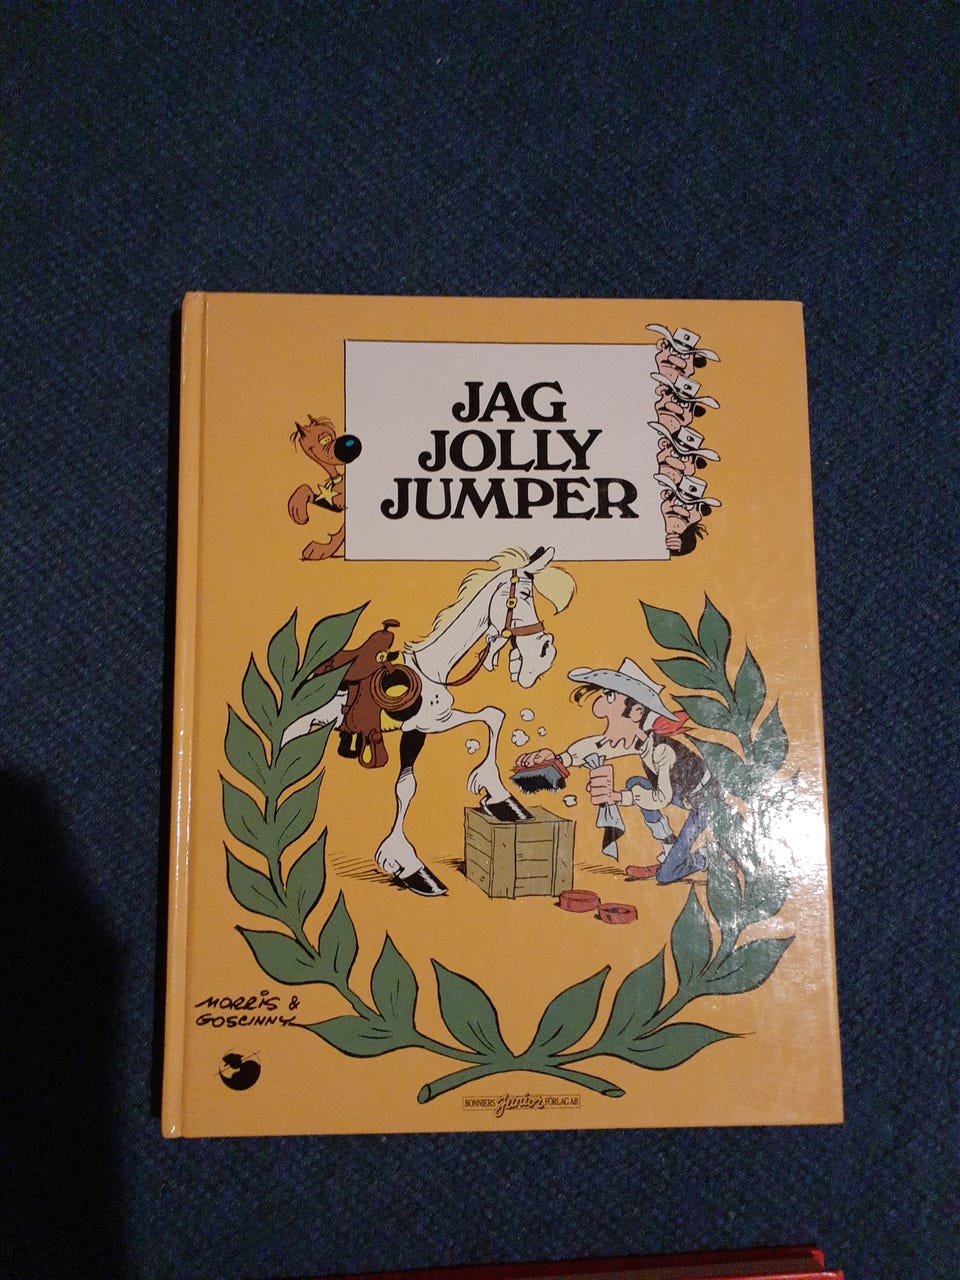 JAG
JOLLY
JUMPER
MORRIS &
GOSCINNY
BONNIERS Junior FÖRLAG AB